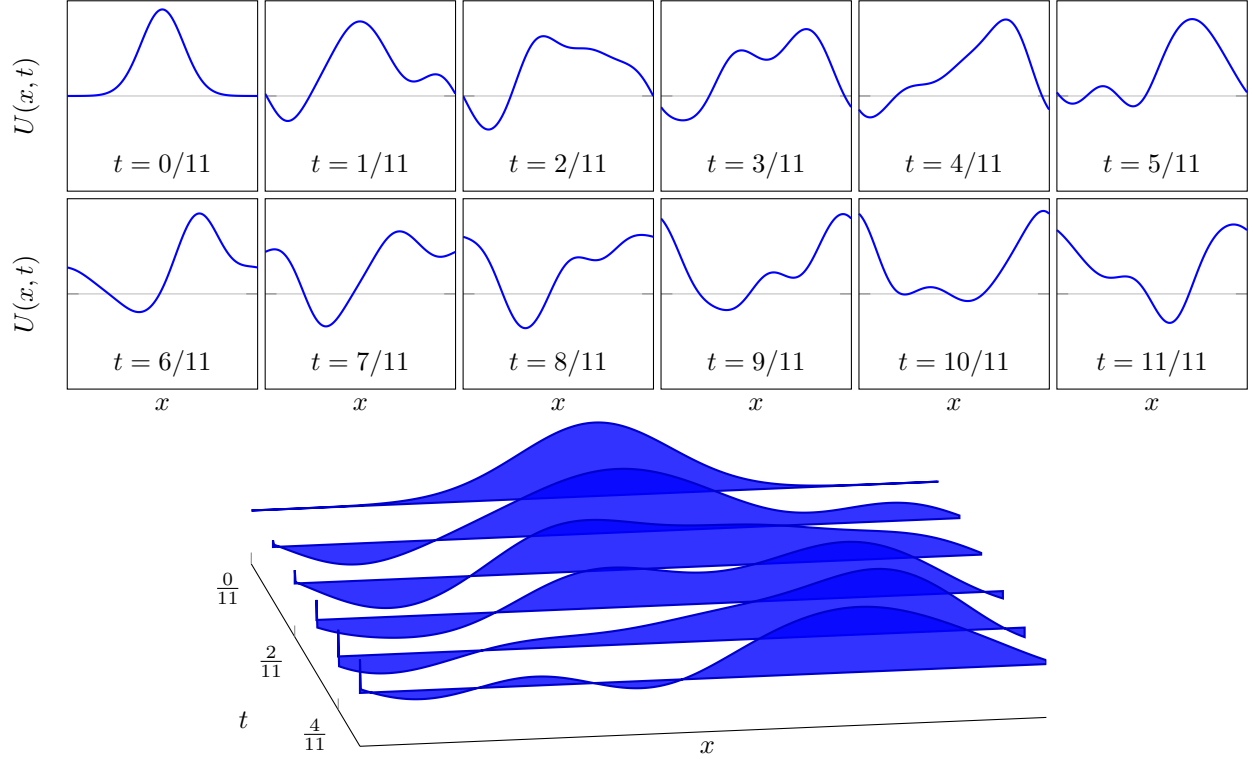 U(x, t)
t = 0/11
t = 1/11
t = 2/11
t = 3/11
t = 4/11
t = 5/11
U(x, t)
t = 6/11
t = 7/11
t = 8/11
t = 9/11
t = 10/11
t = 11/11
x
x
x
x
x
x
0/11
2/11
4/11
t
x